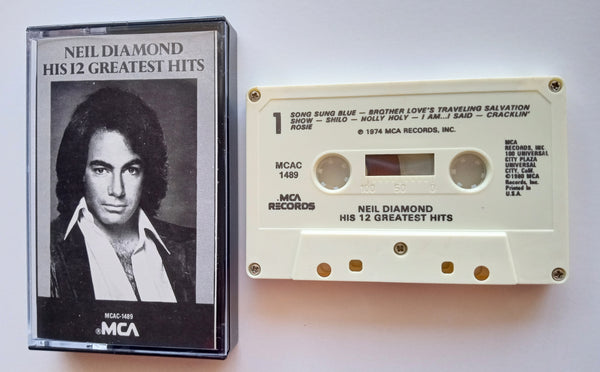 NEIL DIAMOND
HIS 12 GREATEST HITS
MCAC-1489
MCA
1
SONG SUNG BLUE – BROTHER LOVE'S TRAVELING SALVATION
SHOW – SHILO – HOLLY HOLY – I AM...I SAID – CRACKLIN'
ROSIE
℗ 1974 MCA RECORDS, INC.
MCAC
1489
MCA
RECORDS
100 50 0
MCA
RECORDS, INC.
100 UNIVERSAL
CITY PLAZA
UNIVERSAL
CITY, Calif.
©1980 MCA
Records, Inc.
Printed in
U.S.A.
NEIL DIAMOND
HIS 12 GREATEST HITS